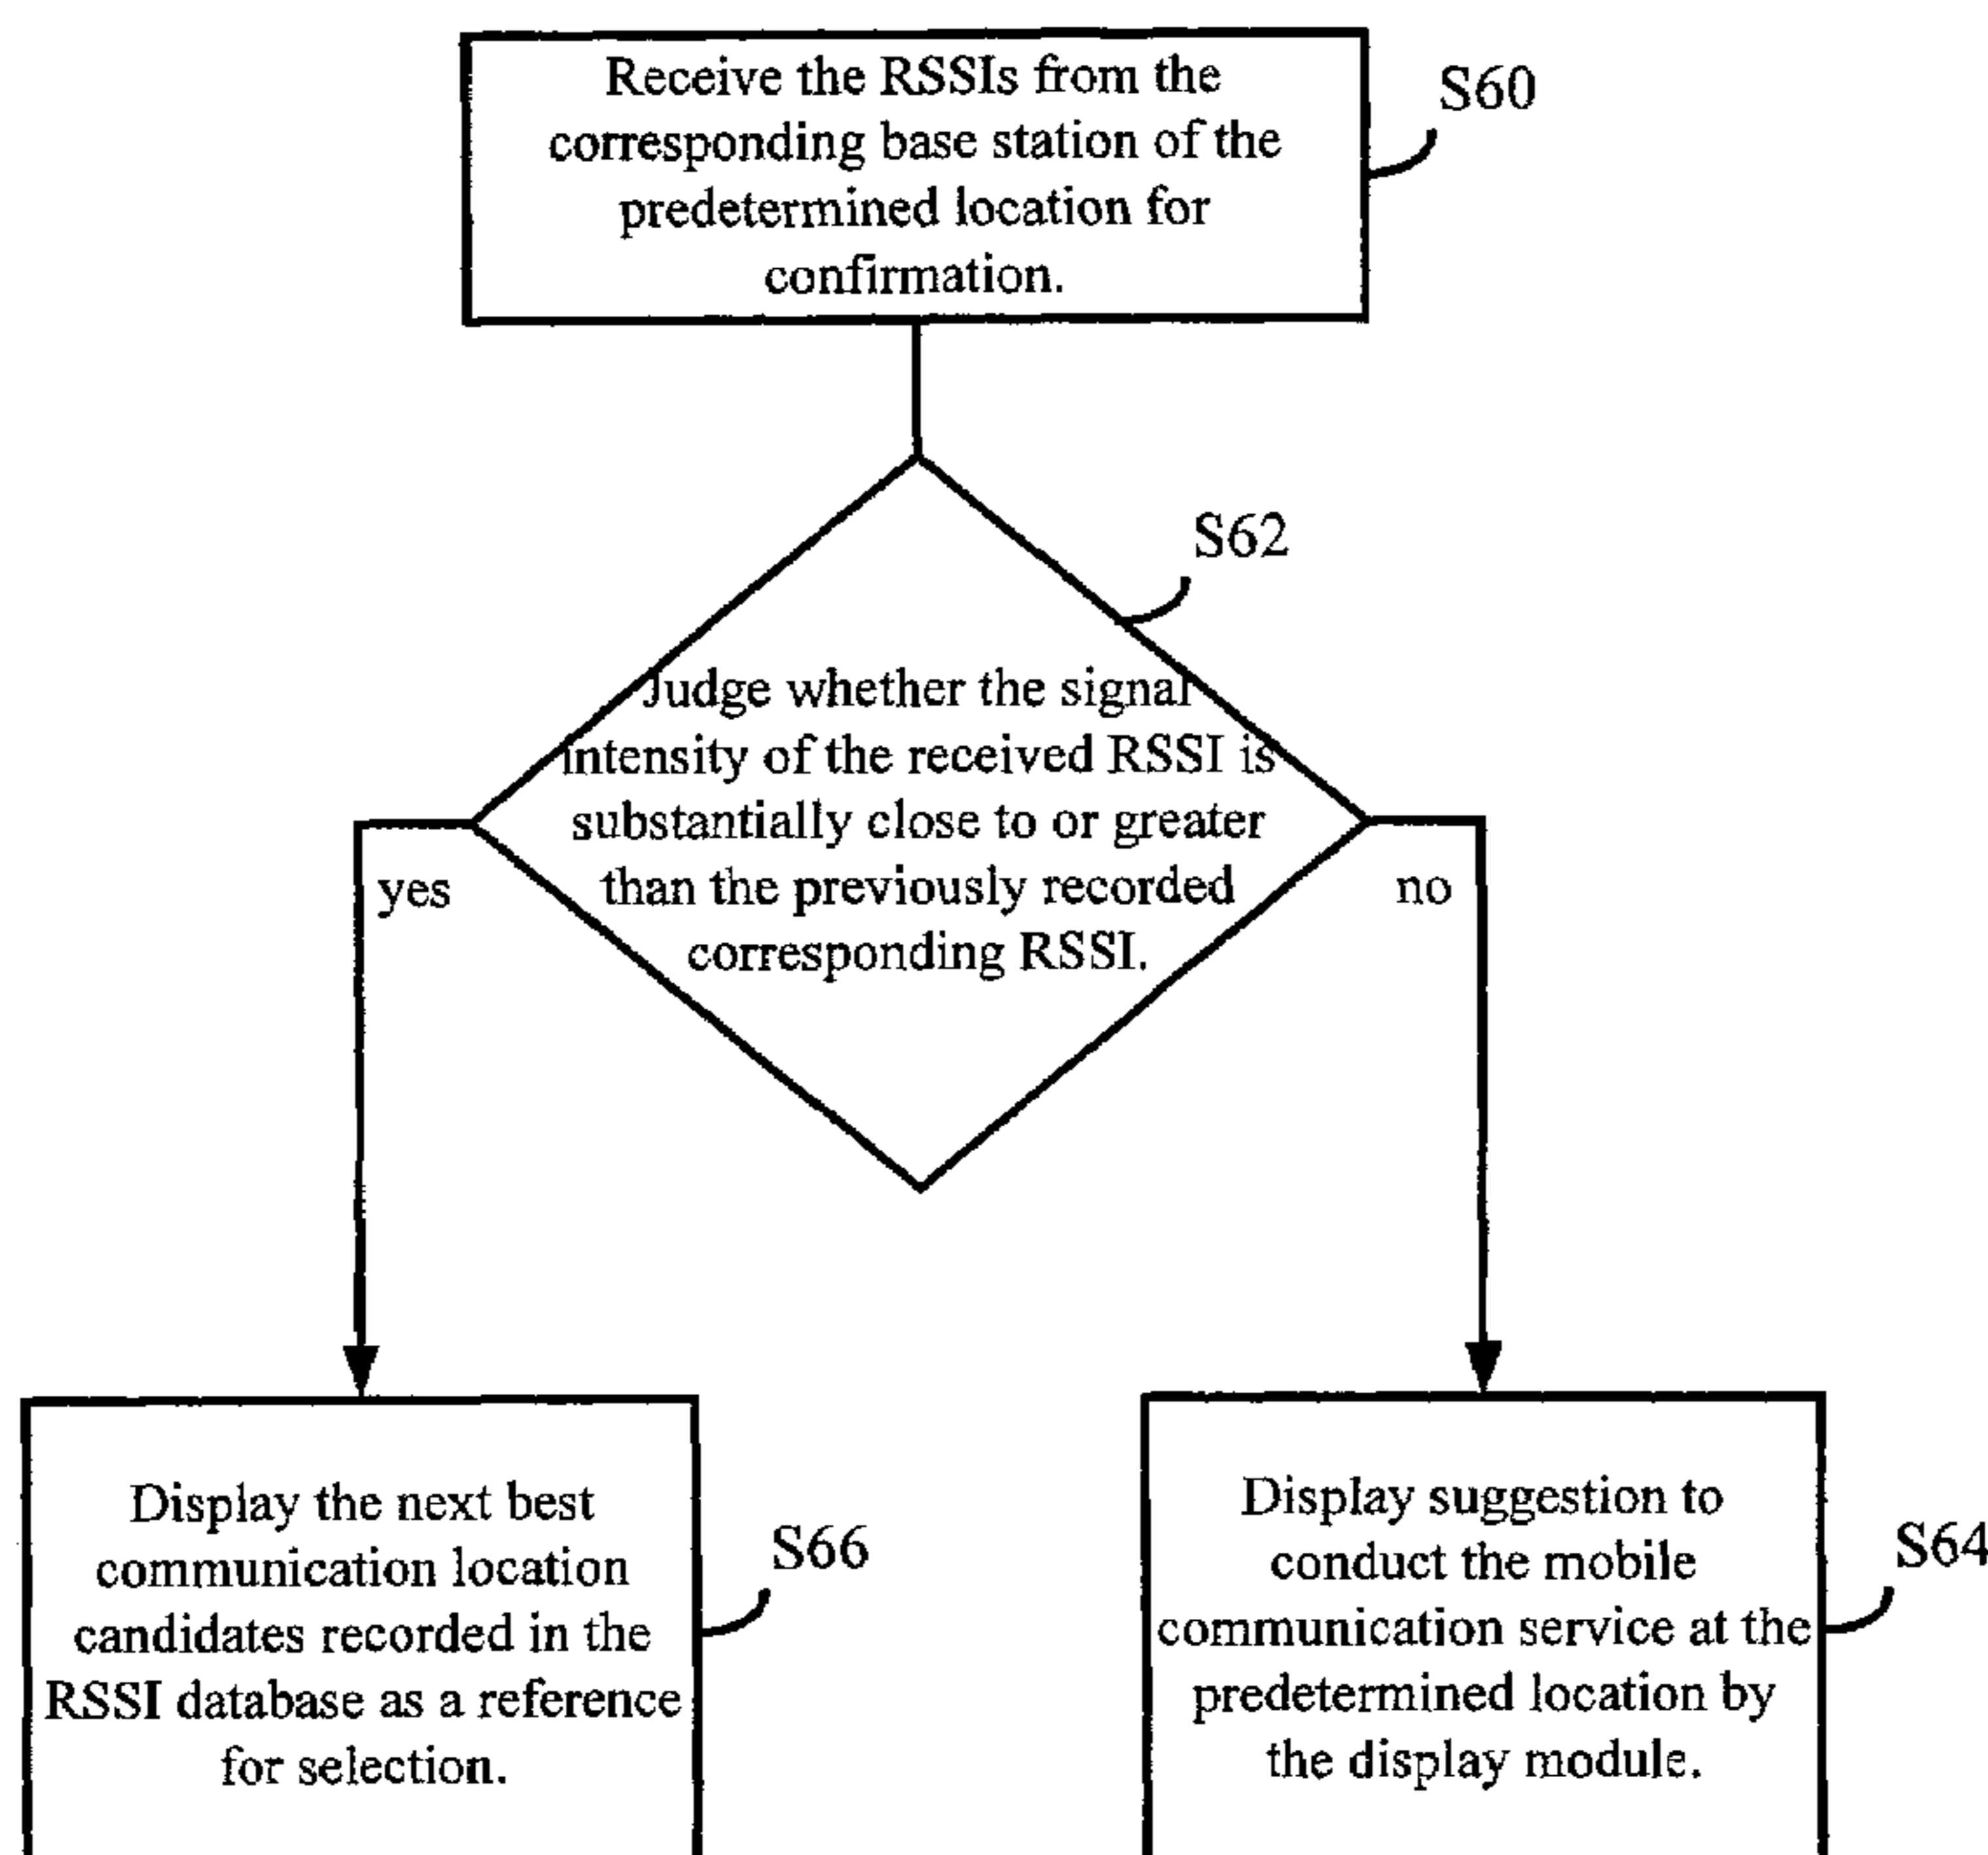 Receive the RSSIs from the
corresponding base station of the
predetermined location for
confirmation.
S60
S62
Judge whether the signal
intensity of the received RSSI is
substantially close to or greater
than the previously recorded
corresponding RSSI.
yes
no
Display the next best
communication location
candidates recorded in the
RSSI database as a reference
for selection.
S66
Display suggestion to
conduct the mobile
communication service at the
predetermined location by
the display module.
S64